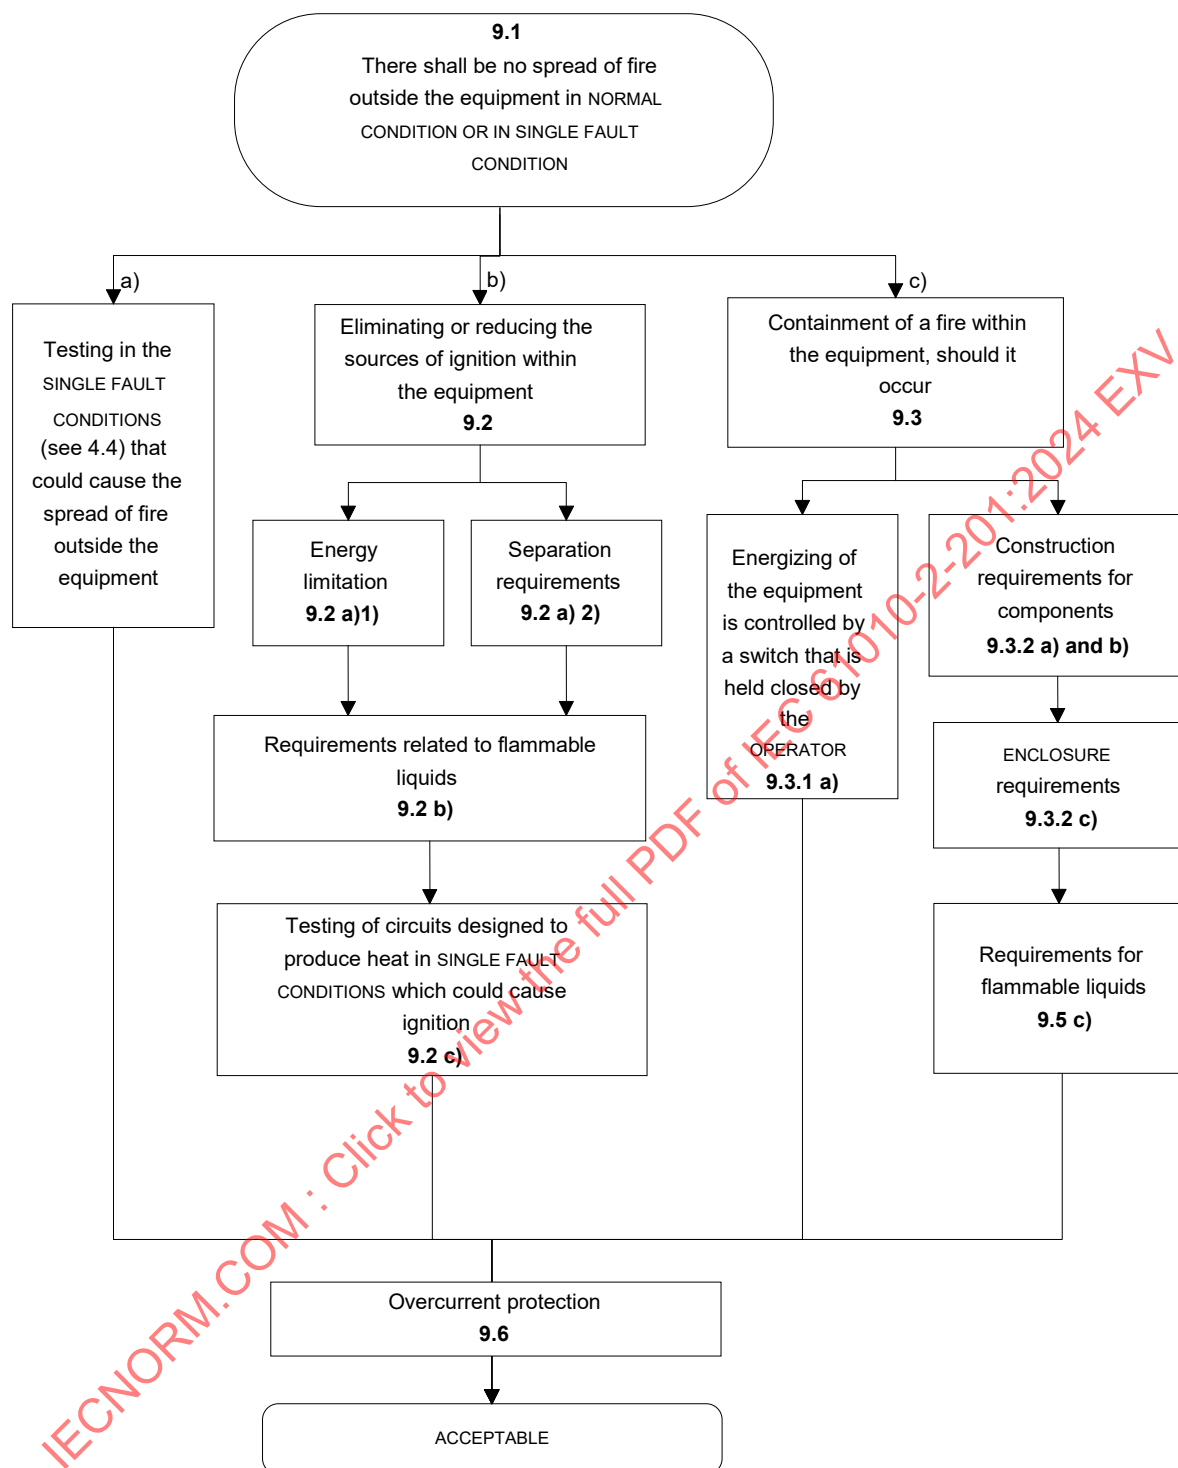 9.1
There shall be no spread of fire
outside the equipment in NORMAL
CONDITION OR IN SINGLE FAULT
CONDITION
a)
Testing in the
SINGLE FAULT
CONDITIONS
(see 4.4) that
could cause the
spread of fire
outside the
equipment
b)
Eliminating or reducing the
sources of ignition within
the equipment
9.2
Energy
limitation
9.2 a)1)
Separation
requirements
9.2 a) 2)
Requirements related to flammable
liquids
9.2 b)
Testing of circuits designed to
produce heat in SINGLE FAULT
CONDITIONS which could cause
ignition
9.2 c)
c)
Containment of a fire within
the equipment, should it
occur
9.3
Energizing of
the equipment
is controlled by
a switch that is
held closed by
the
OPERATOR
9.3.1 a)
Construction
requirements for
components
9.3.2 a) and b)
ENCLOSURE
requirements
9.3.2 c)
Requirements for
flammable liquids
9.5 c)
Overcurrent protection
9.6
ACCEPTABLE
IECNORM.COM : Click to view the full PDF of IEC 61010-2-201:2024 EXV